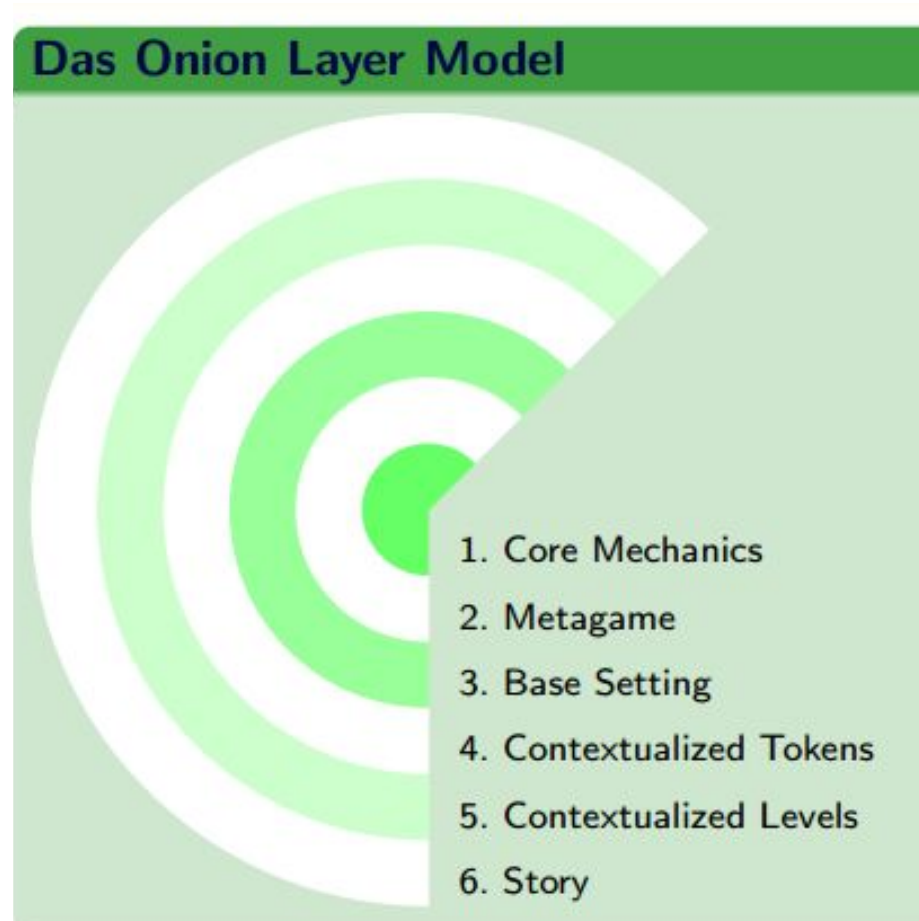 Das Onion Layer Model
1. Core Mechanics
2. Metagame
3. Base Setting
4. Contextualized Tokens
5. Contextualized Levels
6. Story